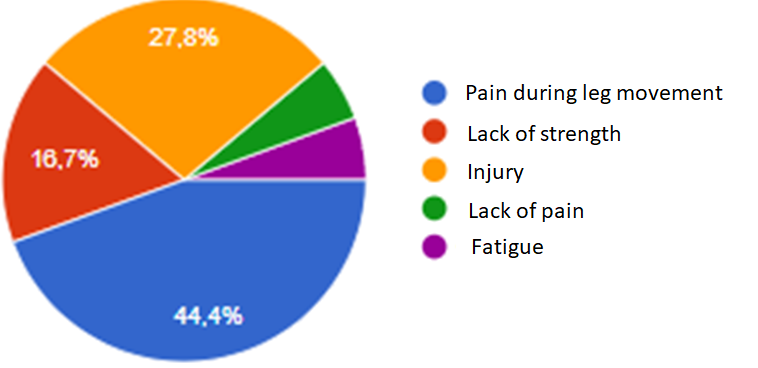 27,8%
16,7%
44,4%
Pain during leg movement
Lack of strength
Injury
Lack of pain
Fatigue